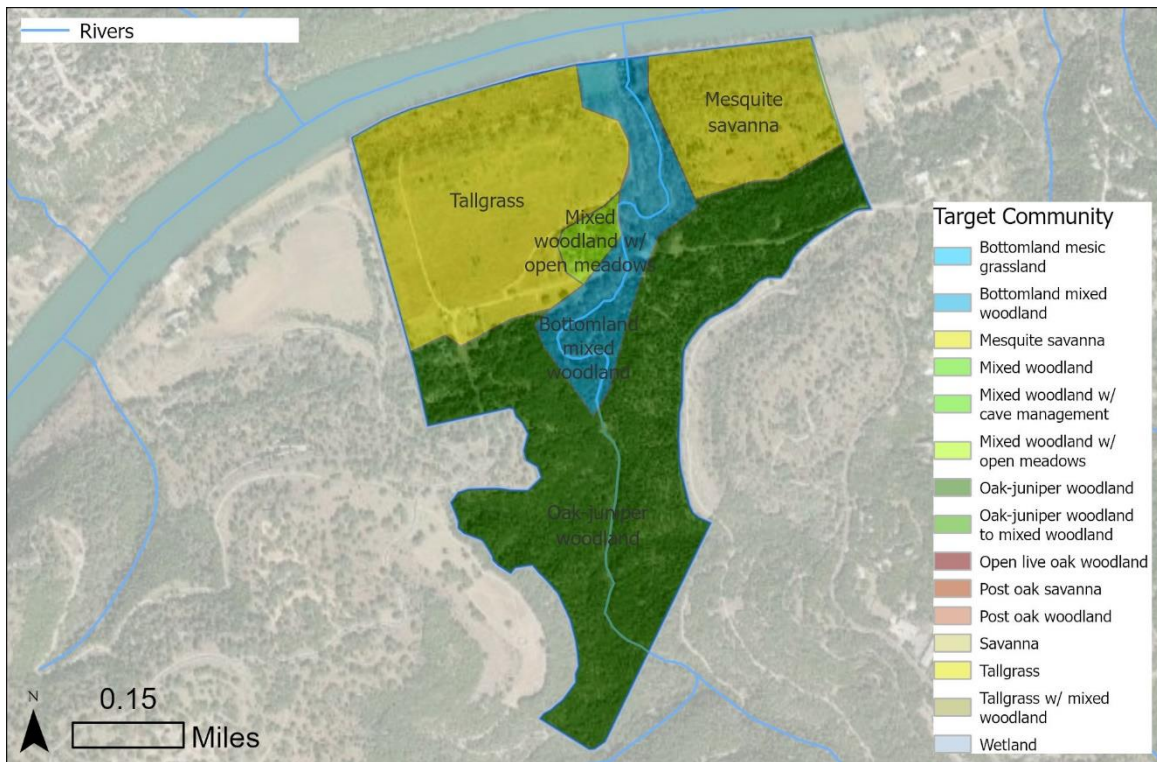 Rivers
Mesquite
savanna
Tallgrass
Mixed
woodland w/
open meadows
Bottomland
mixed
woodland
Oak-juniper
woodland
Target Community
Bottomland mesic
grassland
Bottomland mixed
woodland
Mesquite savanna
Mixed woodland
Mixed woodland w/
cave management
Mixed woodland w/
open meadows
Oak-juniper woodland
Oak-juniper woodland
to mixed woodland
Open live oak woodland
Post oak savanna
Post oak woodland
Savanna
Tallgrass
Tallgrass w/ mixed
woodland
Wetland
N
0.15
Miles